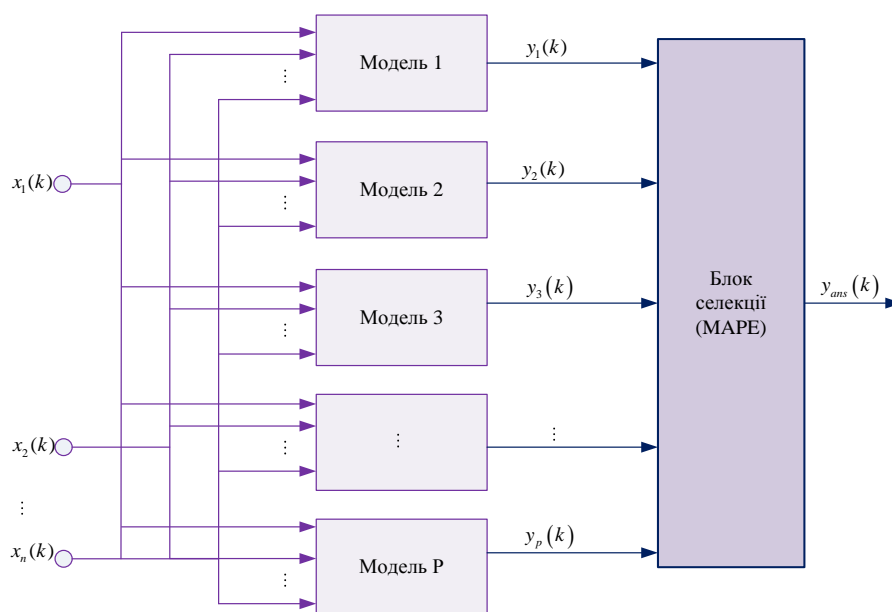 x₁(k)
x₂(k)
⋮
xₙ(k)
⋮
Модель 1
y₁(k)
⋮
Модель 2
y₂(k)
⋮
Модель 3
y₃(k)
⋮
⋮
⋮
⋮
Модель P
yₚ(k)
Блок
селекції
(MAPE)
yₐₙₛ(k)